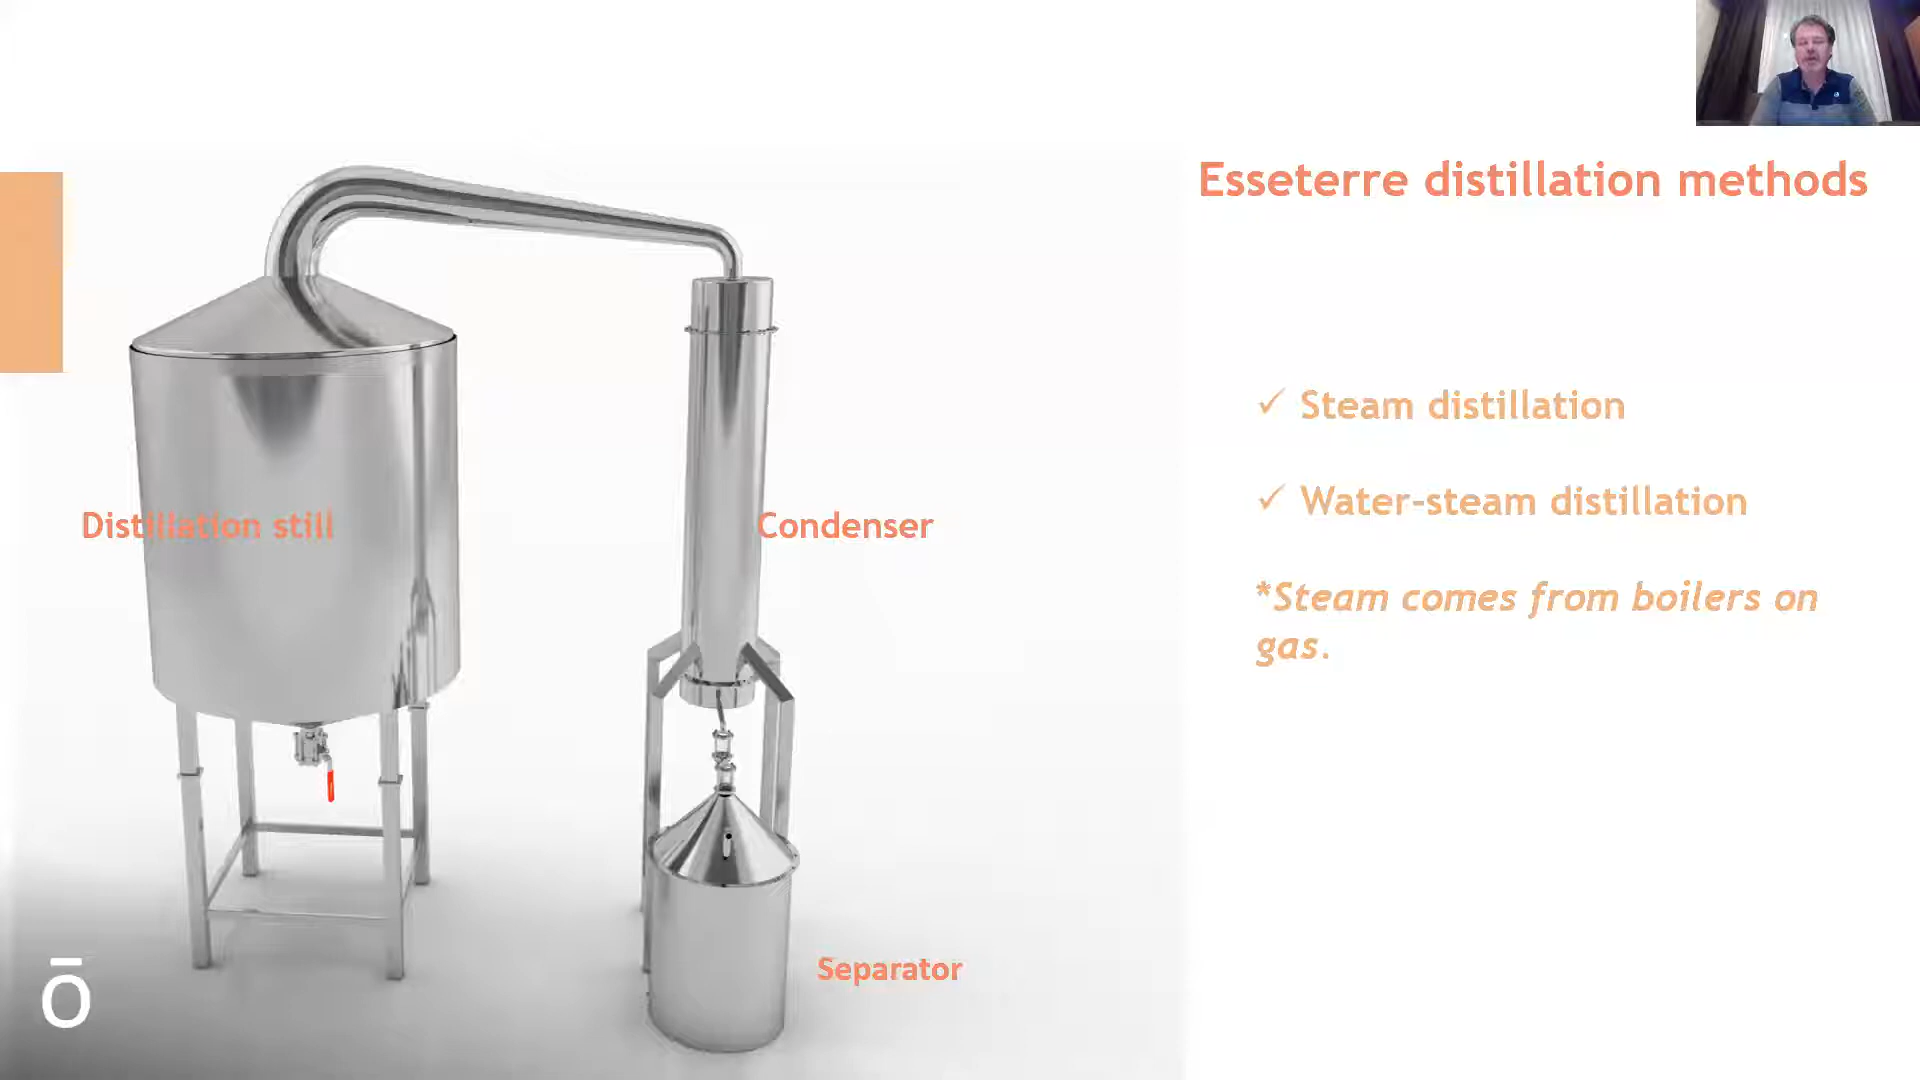 Esseterre distillation methods
✓ Steam distillation
✓ Water-steam distillation
*Steam comes from boilers on
gas.
Distillation still
Condenser
Separator
ō